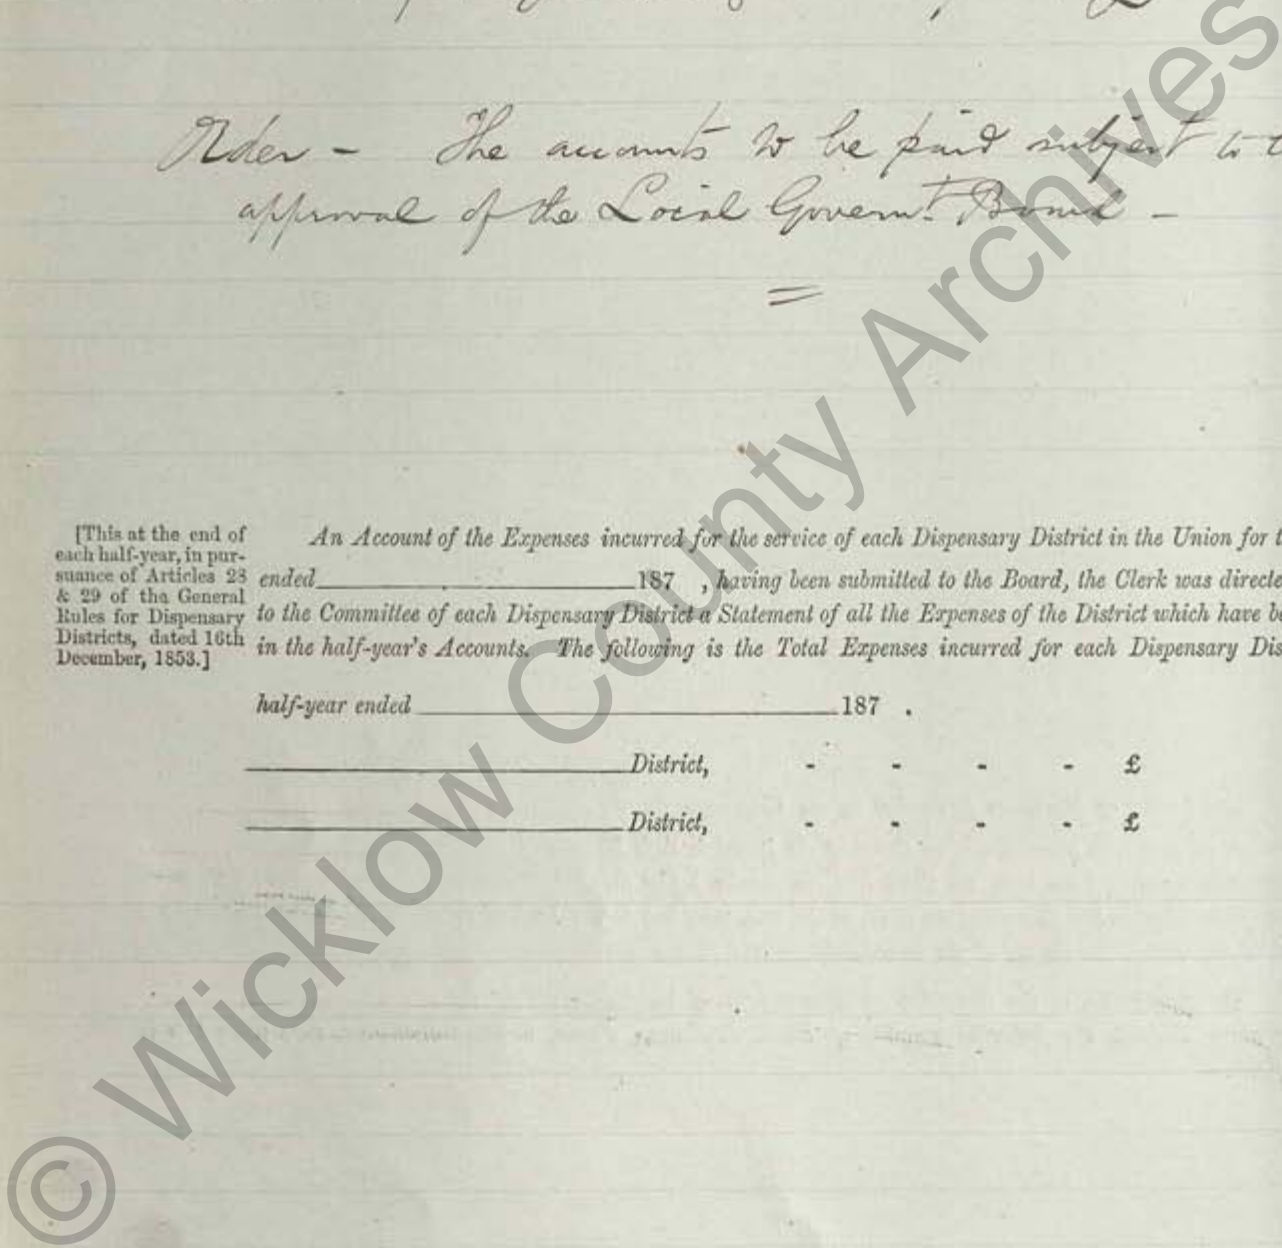 Order - The accounts to be paid subject to t
approval of the Local Governt. Board -
[This at the end of
each half-year, in pur-
suance of Articles 23
& 29 of the General
Rules for Dispensary
Districts, dated 16th
December, 1853.]
An Account of the Expenses incurred for the service of each Dispensary District in the Union for t
ended 187 , having been submitted to the Board, the Clerk was directe
to the Committee of each Dispensary District a Statement of all the Expenses of the District which have be
in the half-year's Accounts. The following is the Total Expenses incurred for each Dispensary Dis
half-year ended 187 .
District, - - - - £
District, - - - - £
© Wicklow County Archives